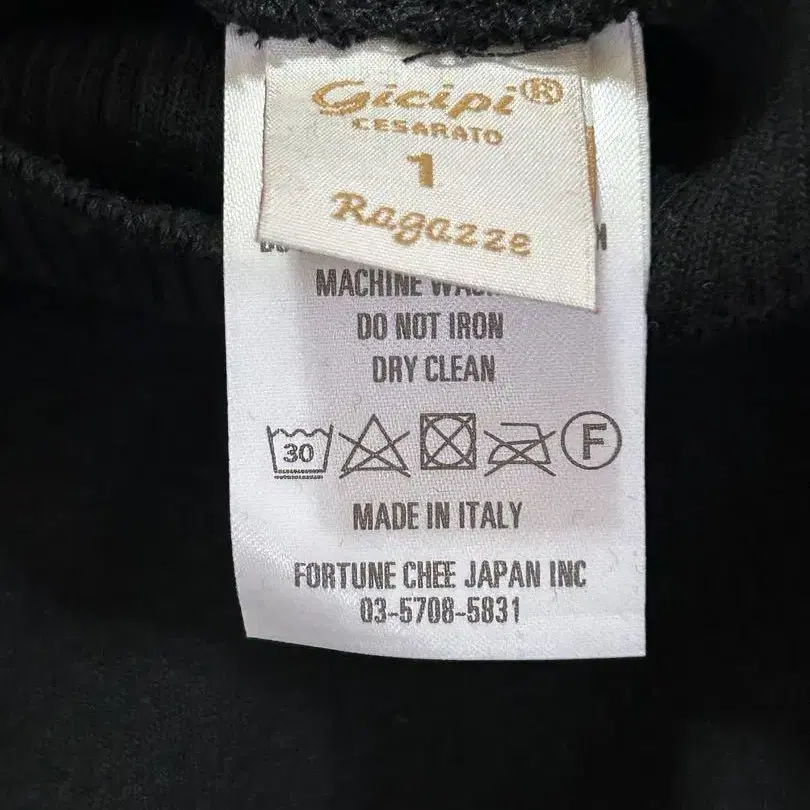 Gicipi®
CESARATO
1
Ragazze
MACHINE
DO NOT IRON
DRY CLEAN
30
F
MADE IN ITALY
FORTUNE CHEE JAPAN INC
03-5708-5831